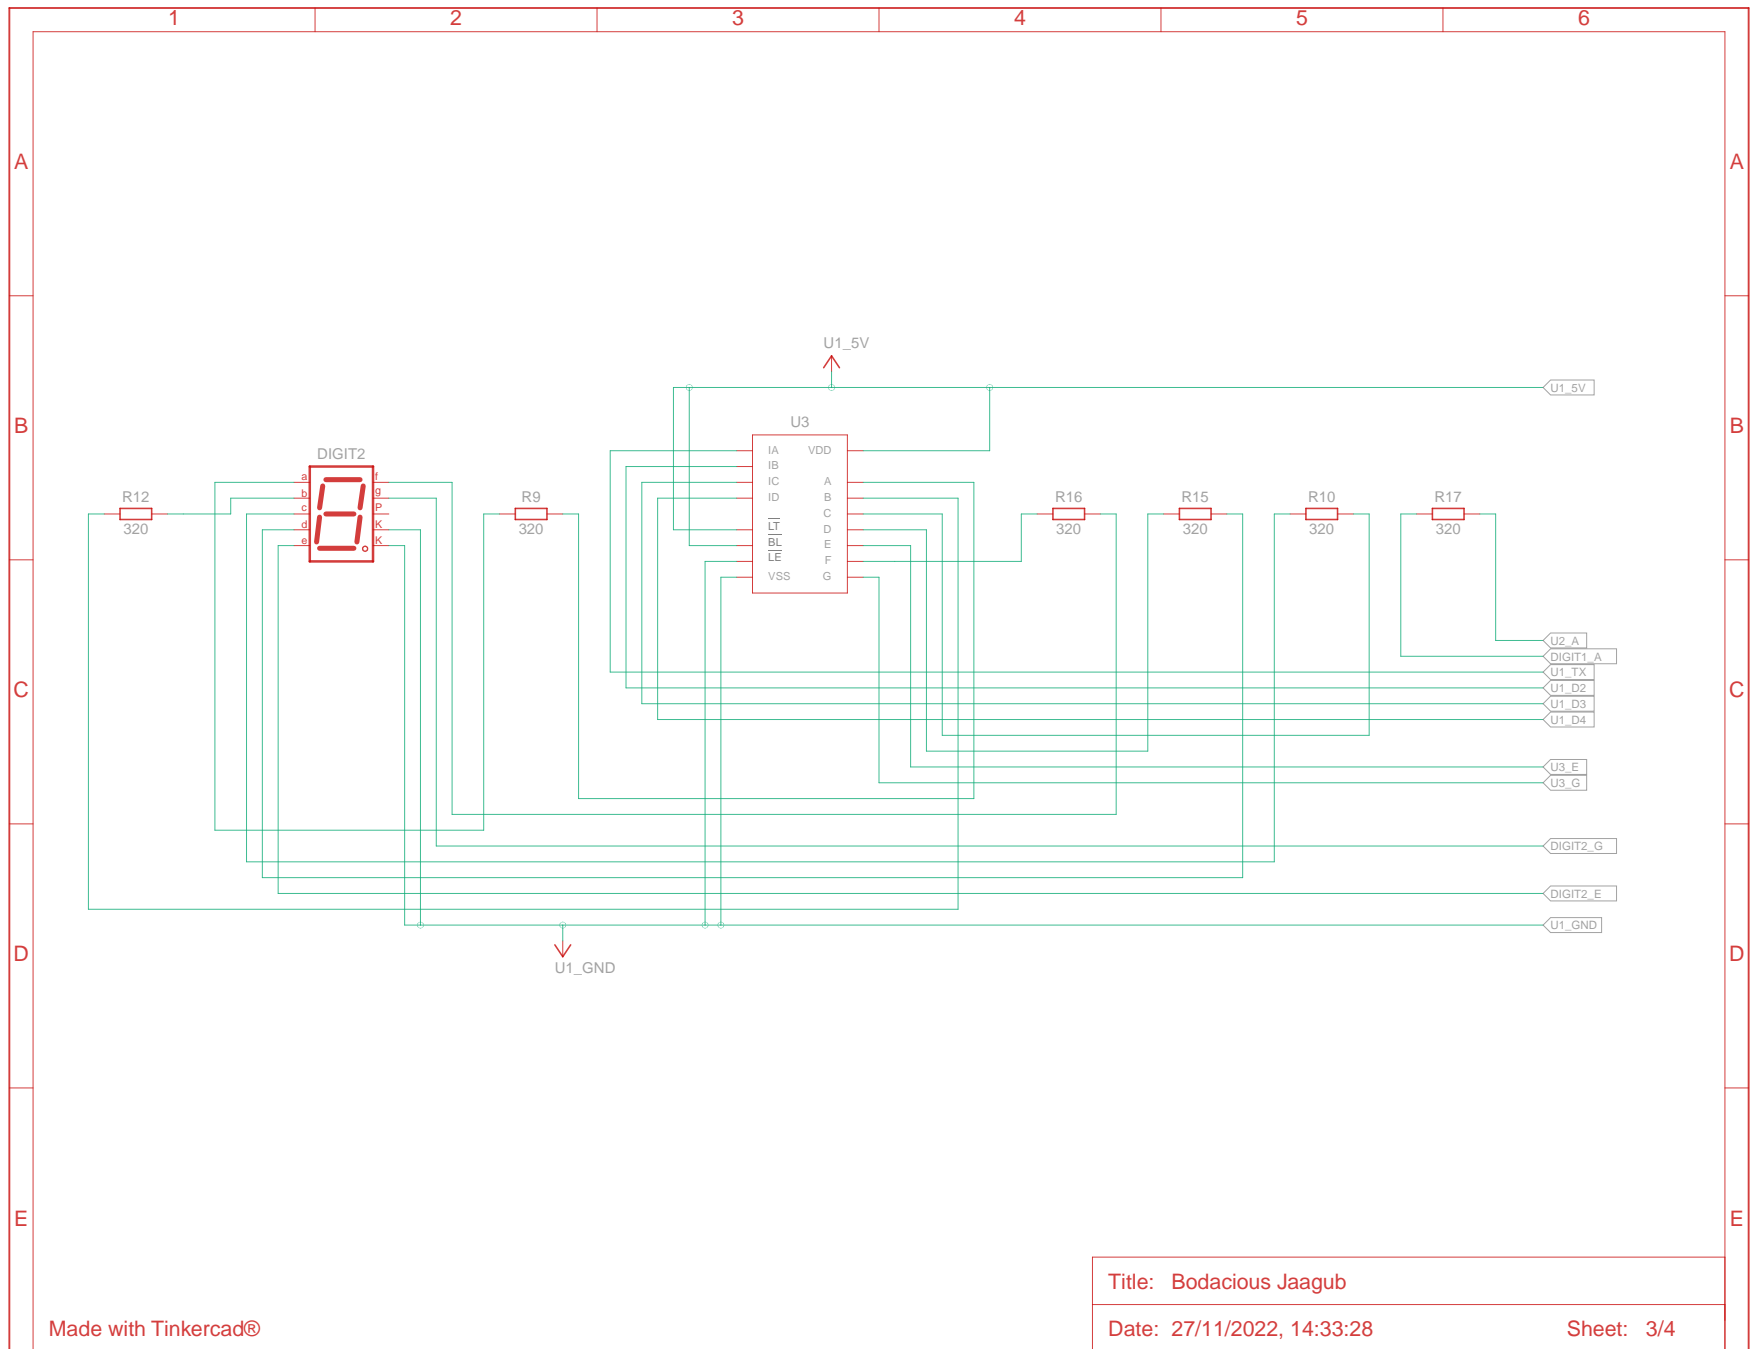 1 2 3 4 5 6
A A
U1_5V
U1_5V
B B
U3
DIGIT2
IA VDD
IB
IC A
ID B
C
LT D
BL E
LE F
VSS G
a f
b g
c P
d K
e K
R12
320
R9
320
R16
320
R15
320
R10
320
R17
320
U2_A
DIGIT1_A
U1_TX
C C
U1_D2
U1_D3
U1_D4
U3_E
U3_G
DIGIT2_G
DIGIT2_E
U1_GND
D D
U1_GND
E E
Title: Bodacious Jaagub
Made with Tinkercad®
Date: 27/11/2022, 14:33:28 Sheet: 3/4